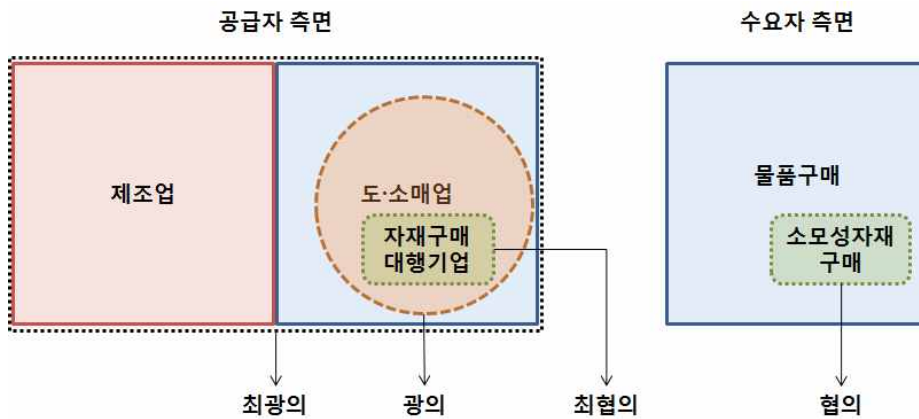 공급자 측면
수요자 측면
제조업
도·소매업
자재구매
대행기업
물품구매
소모성자재
구매
최광의
광의
최협의
협의